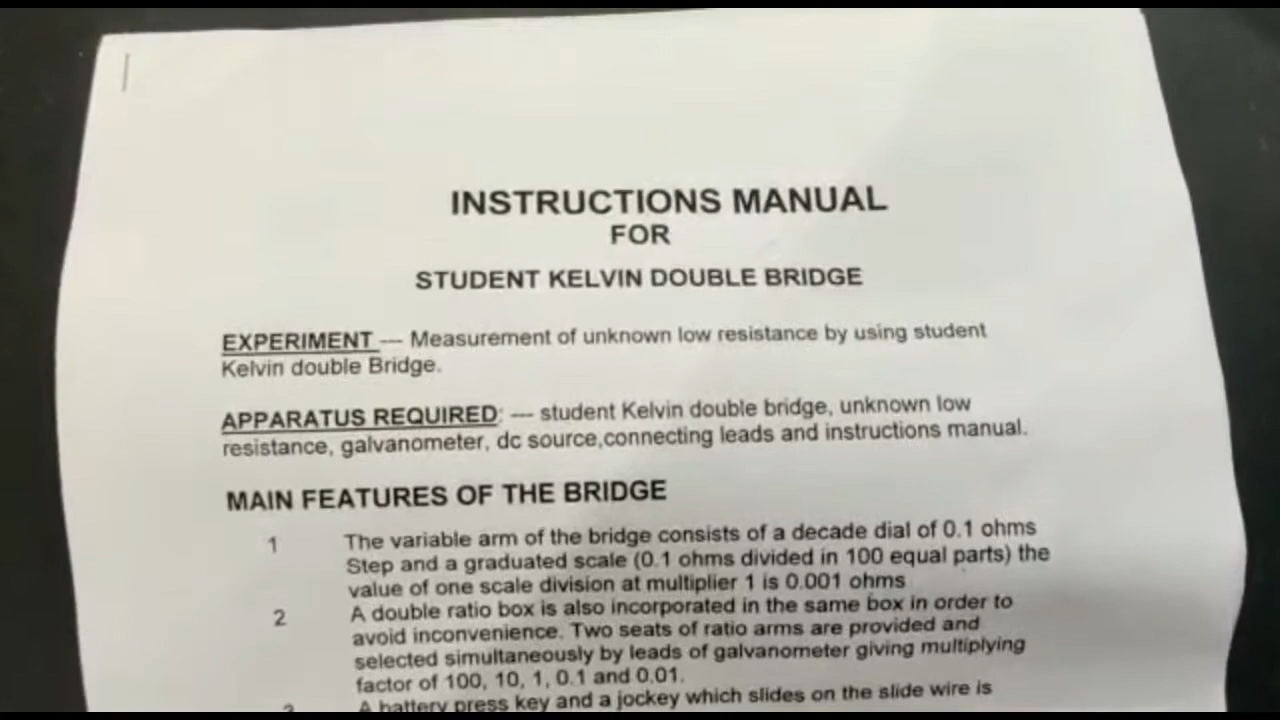 INSTRUCTIONS MANUAL
FOR
STUDENT KELVIN DOUBLE BRIDGE
EXPERIMENT --- Measurement of unknown low resistance by using student
Kelvin double Bridge.
APPARATUS REQUIRED: --- student Kelvin double bridge, unknown low
resistance, galvanometer, dc source,connecting leads and instructions manual.
MAIN FEATURES OF THE BRIDGE
1 The variable arm of the bridge consists of a decade dial of 0.1 ohms
Step and a graduated scale (0.1 ohms divided in 100 equal parts) the
value of one scale division at multiplier 1 is 0.001 ohms
2 A double ratio box is also incorporated in the same box in order to
avoid inconvenience. Two seats of ratio arms are provided and
selected simultaneously by leads of galvanometer giving multiplying
factor of 100, 10, 1, 0.1 and 0.01.
3 A battery press key and a jockey which slides on the slide wire is